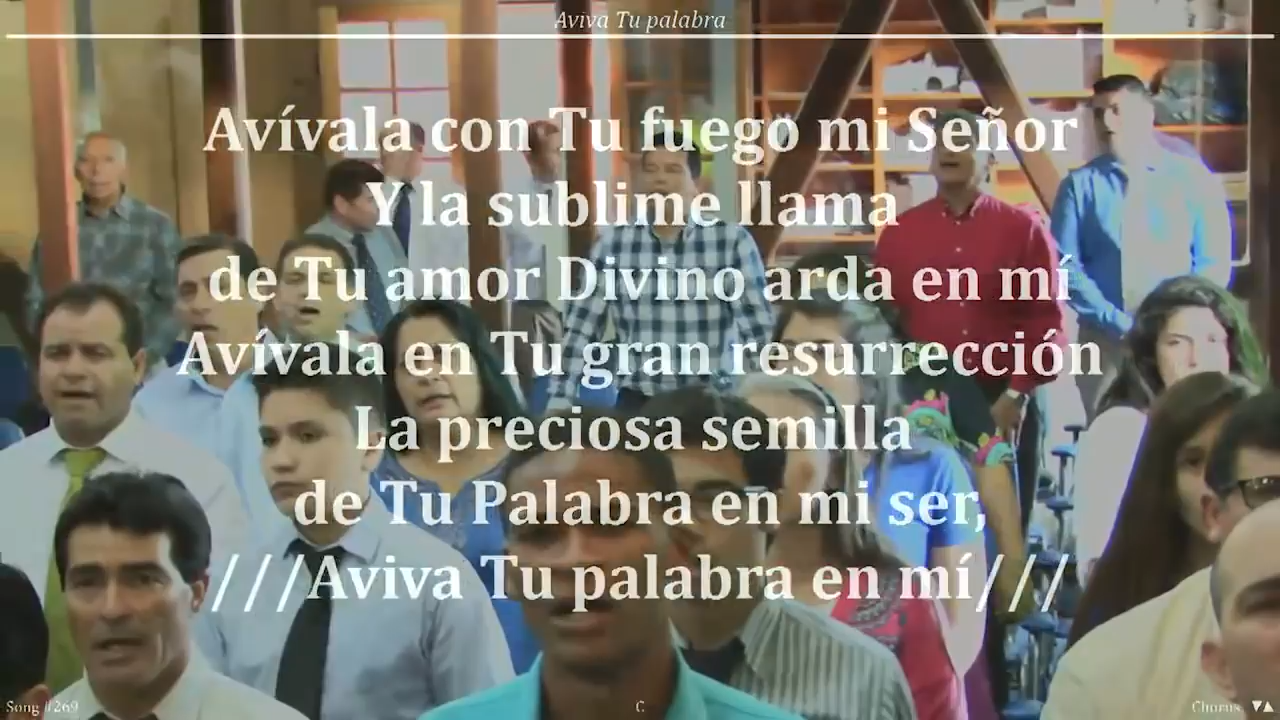 Aviva Tu palabra
Avívala con Tu fuego mi Señor
Y la sublime llama
de Tu amor Divino arda en mí
Avívala en Tu gran resurrección
La preciosa semilla
de Tu Palabra en mi ser,
///Aviva Tu palabra en mí///
Song #269
C
Chorus ▼▲